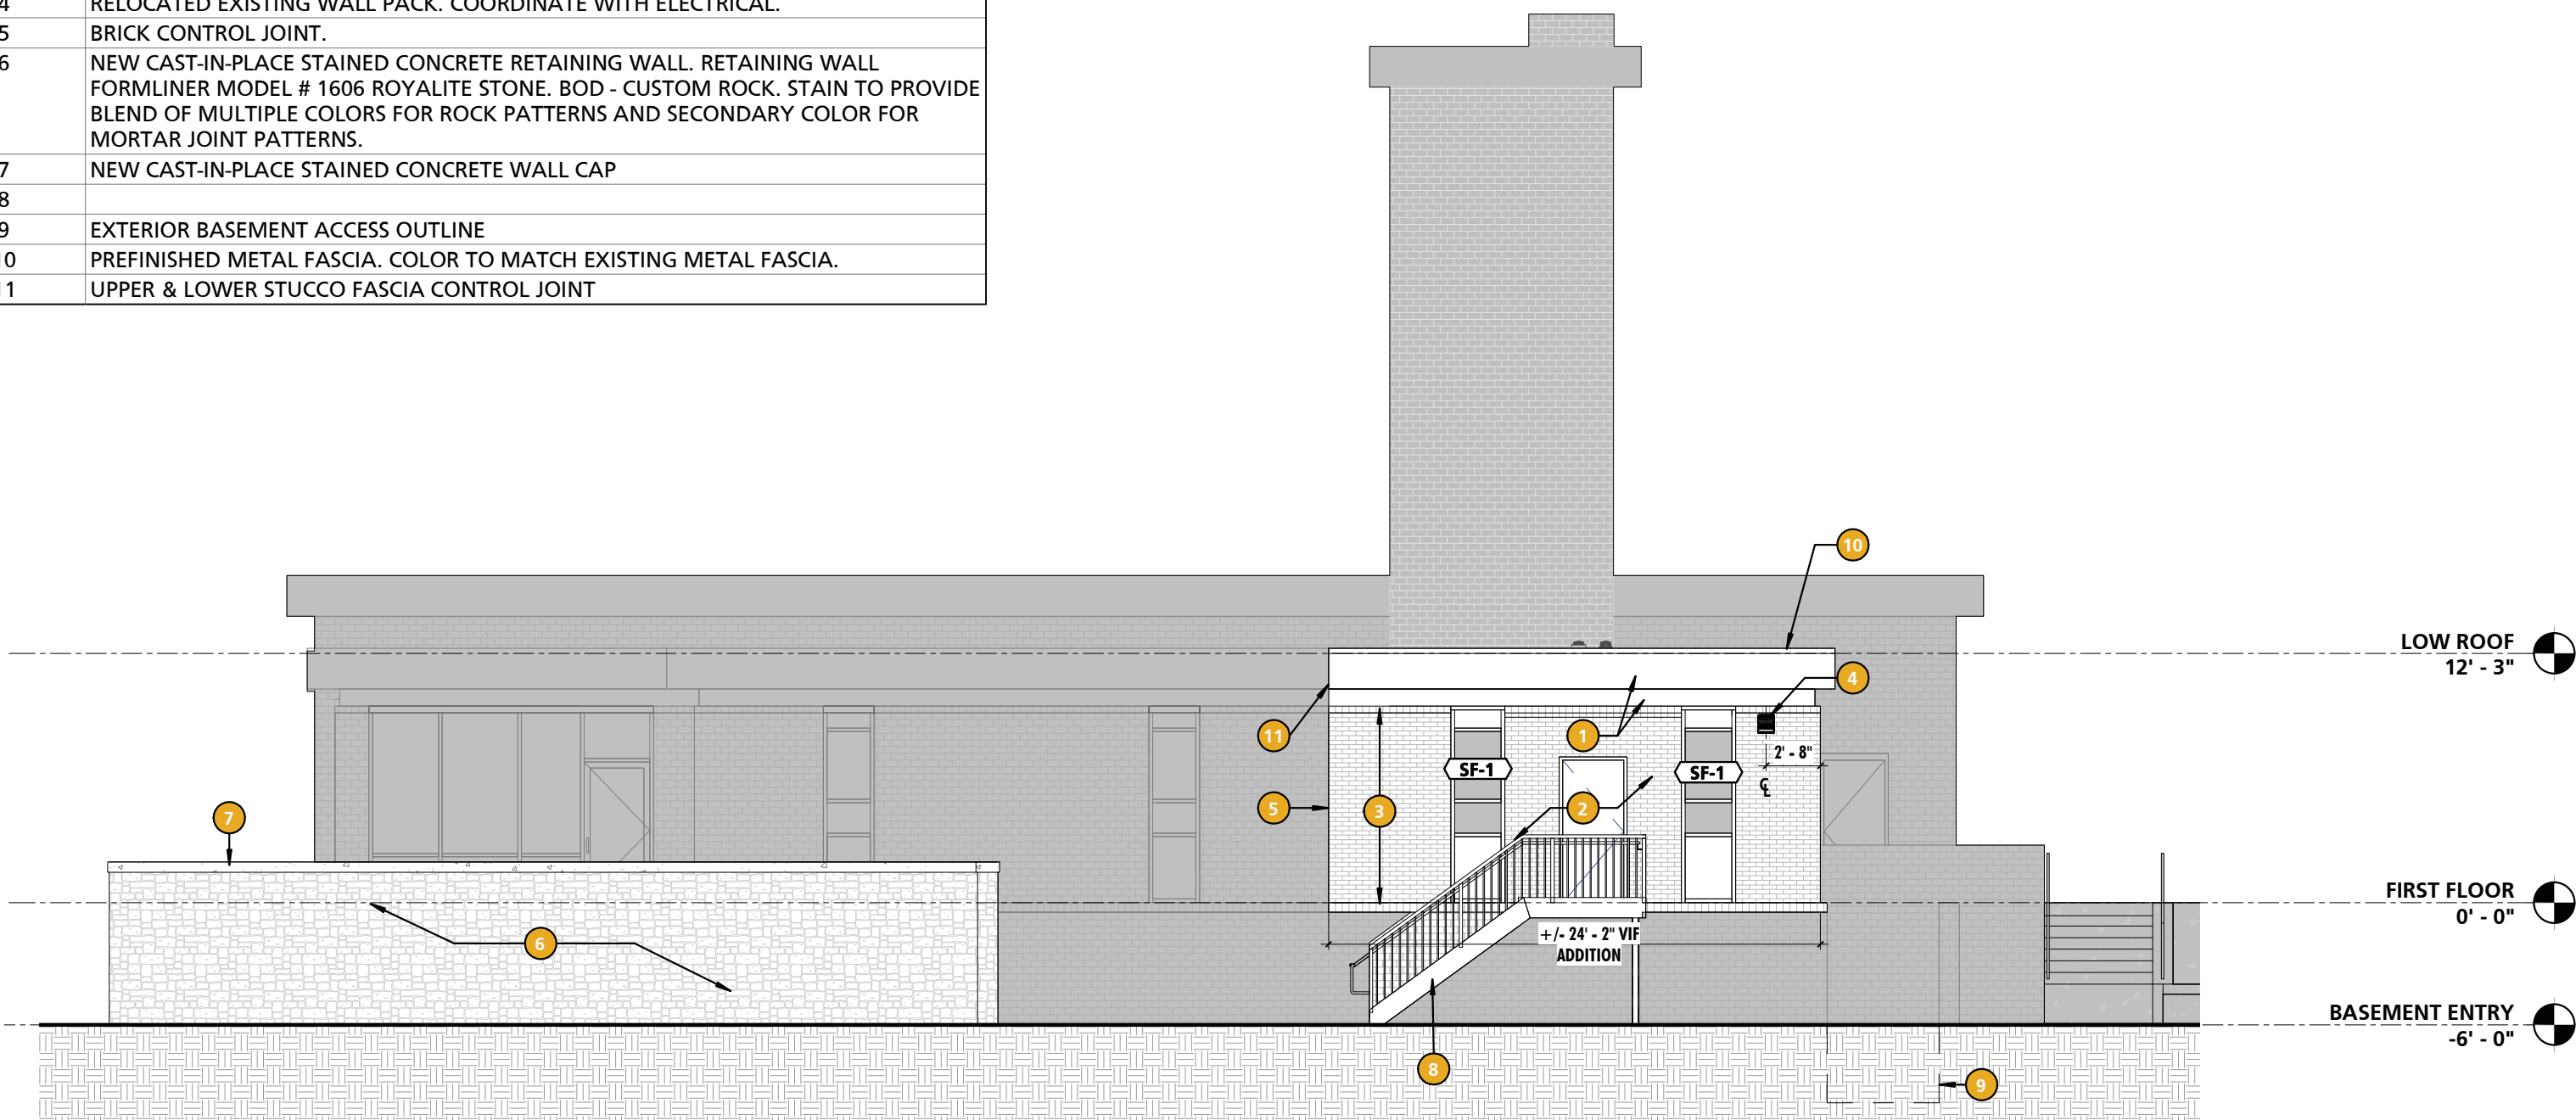 4 RELOCATED EXISTING WALL PACK. COORDINATE WITH ELECTRICAL.
5 BRICK CONTROL JOINT.
6 NEW CAST-IN-PLACE STAINED CONCRETE RETAINING WALL. RETAINING WALL
FORMLINER MODEL # 1606 ROYALITE STONE. BOD - CUSTOM ROCK. STAIN TO PROVIDE
BLEND OF MULTIPLE COLORS FOR ROCK PATTERNS AND SECONDARY COLOR FOR
MORTAR JOINT PATTERNS.
7 NEW CAST-IN-PLACE STAINED CONCRETE WALL CAP
8
9 EXTERIOR BASEMENT ACCESS OUTLINE
10 PREFINISHED METAL FASCIA. COLOR TO MATCH EXISTING METAL FASCIA.
11 UPPER & LOWER STUCCO FASCIA CONTROL JOINT
10
LOW ROOF
12' - 3"
4
11
1
2' - 8"
SF-1
SF-1
CL
5
3
2
7
FIRST FLOOR
0' - 0"
6
+/- 24' - 2" VIF
ADDITION
BASEMENT ENTRY
-6' - 0"
8
9